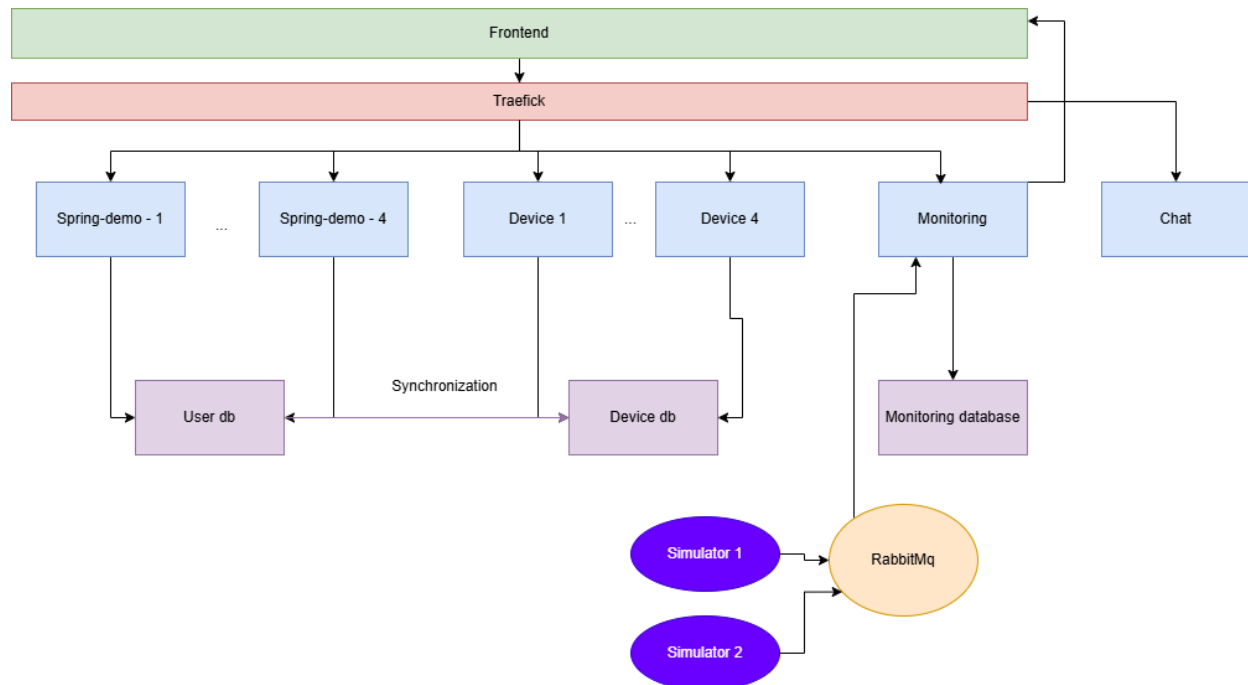 Frontend
Traefick
Spring-demo - 1
...
Spring-demo - 4
Device 1
...
Device 4
Monitoring
Chat
Synchronization
User db
Device db
Monitoring database
Simulator 1
RabbitMq
Simulator 2